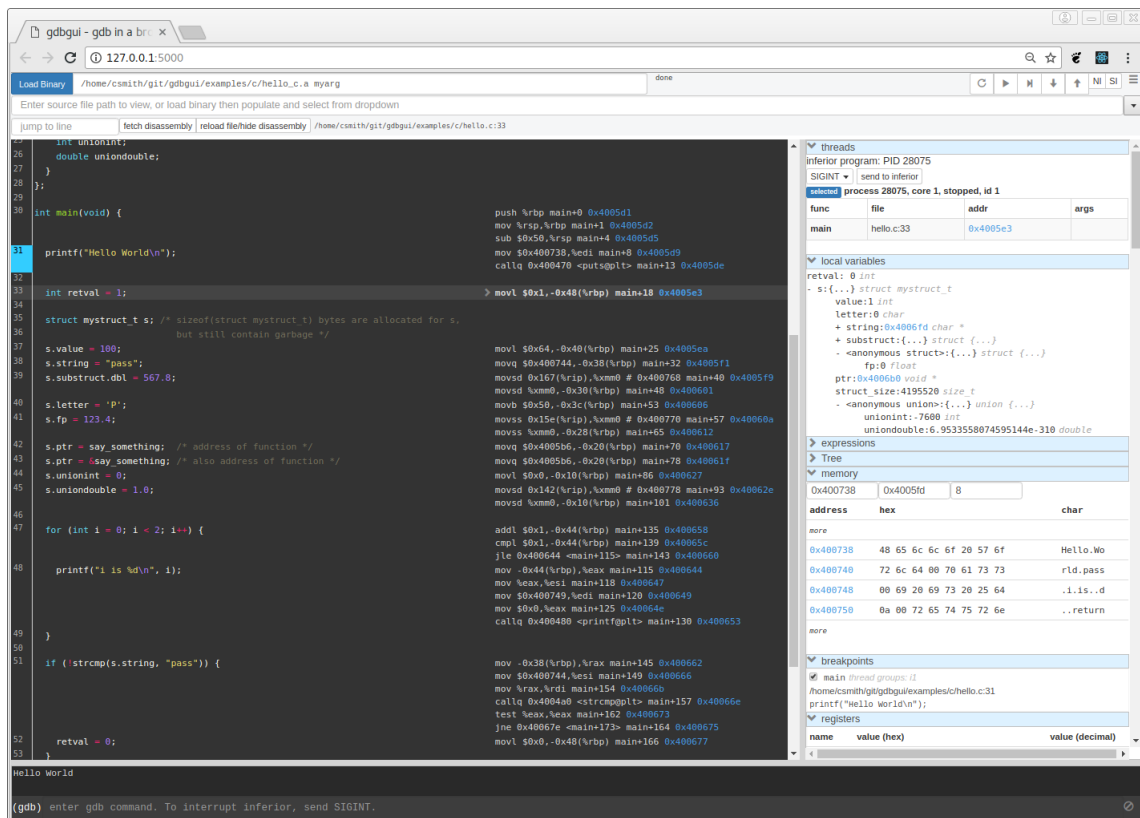 gdbgui - gdb in a bro
127.0.0.1:5000
Load Binary /home/csmith/git/gdbgui/examples/c/hello_c.a myarg done NI SI
Enter source file path to view, or load binary then populate and select from dropdown
jump to line fetch disassembly reload file/hide disassembly /home/csmith/git/gdbgui/examples/c/hello.c:33
25 int unionint;
26 double uniondouble;
27 }
28 };
29
30 int main(void) { push %rbp main+0 0x4005d1
mov %rsp,%rbp main+1 0x4005d2
sub $0x50,%rsp main+4 0x4005d5
31 printf("Hello World\n"); mov $0x400738,%edi main+8 0x4005d9
callq 0x400470 <puts@plt> main+13 0x4005de
32
33 int retval = 1; movl $0x1,-0x48(%rbp) main+18 0x4005e3
34
35 struct mystruct_t s; /* sizeof(struct mystruct_t) bytes are allocated for s,
36 but still contain garbage */
37 s.value = 100; movl $0x64,-0x40(%rbp) main+25 0x4005ea
38 s.string = "pass"; movq $0x400744,-0x38(%rbp) main+32 0x4005f1
39 s.substruct.dbl = 567.8; movsd 0x167(%rip),%xmm0 # 0x400768 main+40 0x4005f9
movsd %xmm0,-0x30(%rbp) main+48 0x400601
40 s.letter = 'P'; movb $0x50,-0x3c(%rbp) main+53 0x400606
41 s.fp = 123.4; movss 0x15e(%rip),%xmm0 # 0x400770 main+57 0x40060a
movss %xmm0,-0x28(%rbp) main+65 0x400612
42 s.ptr = say_something; /* address of function */ movq $0x4005b6,-0x20(%rbp) main+70 0x400617
43 s.ptr = &say_something; /* also address of function */ movq $0x4005b6,-0x20(%rbp) main+78 0x40061f
44 s.unionint = 0; movl $0x0,-0x10(%rbp) main+86 0x400627
45 s.uniondouble = 1.0; movsd 0x142(%rip),%xmm0 # 0x400778 main+93 0x40062e
movsd %xmm0,-0x10(%rbp) main+101 0x400636
46
47 for (int i = 0; i < 2; i++) { addl $0x1,-0x44(%rbp) main+135 0x400658
cmpl $0x1,-0x44(%rbp) main+139 0x40065c
jle 0x400644 <main+115> main+143 0x400660
48 printf("i is %d\n", i); mov -0x44(%rbp),%eax main+115 0x400644
mov %eax,%esi main+118 0x400647
mov $0x400749,%edi main+120 0x400649
mov $0x0,%eax main+125 0x40064e
callq 0x400480 <printf@plt> main+130 0x400653
49 }
50
51 if (!strcmp(s.string, "pass")) { mov -0x38(%rbp),%rax main+145 0x400662
mov $0x400744,%esi main+149 0x400666
mov %rax,%rdi main+154 0x40066b
callq 0x4004a0 <strcmp@plt> main+157 0x40066e
test %eax,%eax main+162 0x400673
jne 0x40067e <main+173> main+164 0x400675
52 retval = 0; movl $0x0,-0x48(%rbp) main+166 0x400677
53 }
threads
inferior program: PID 28075
SIGINT send to inferior
selected process 28075, core 1, stopped, id 1
func file addr args
main hello.c:33 0x4005e3
local variables
retval: 0 int
- s:{...} struct mystruct_t
value:1 int
letter:0 char
+ string:0x4006fd char *
+ substruct:{...} struct {...}
- <anonymous struct>:{...} struct {...}
fp:0 float
ptr:0x4006b0 void *
struct_size:4195520 size_t
- <anonymous union>:{...} union {...}
unionint:-7600 int
uniondouble:6.9533558074595144e-310 double
expressions
Tree
memory
0x400738 0x4005fd 8
address hex char
more
0x400738 48 65 6c 6c 6f 20 57 6f Hello.Wo
0x400740 72 6c 64 00 70 61 73 73 rld.pass
0x400748 00 69 20 69 73 20 25 64 .i.is..d
0x400750 0a 00 72 65 74 75 72 6e ..return
more
breakpoints
main thread groups: i1
/home/csmith/git/gdbgui/examples/c/hello.c:31
printf("Hello World\n");
registers
name value (hex) value (decimal)
Hello World
(gdb) enter gdb command. To interrupt inferior, send SIGINT.